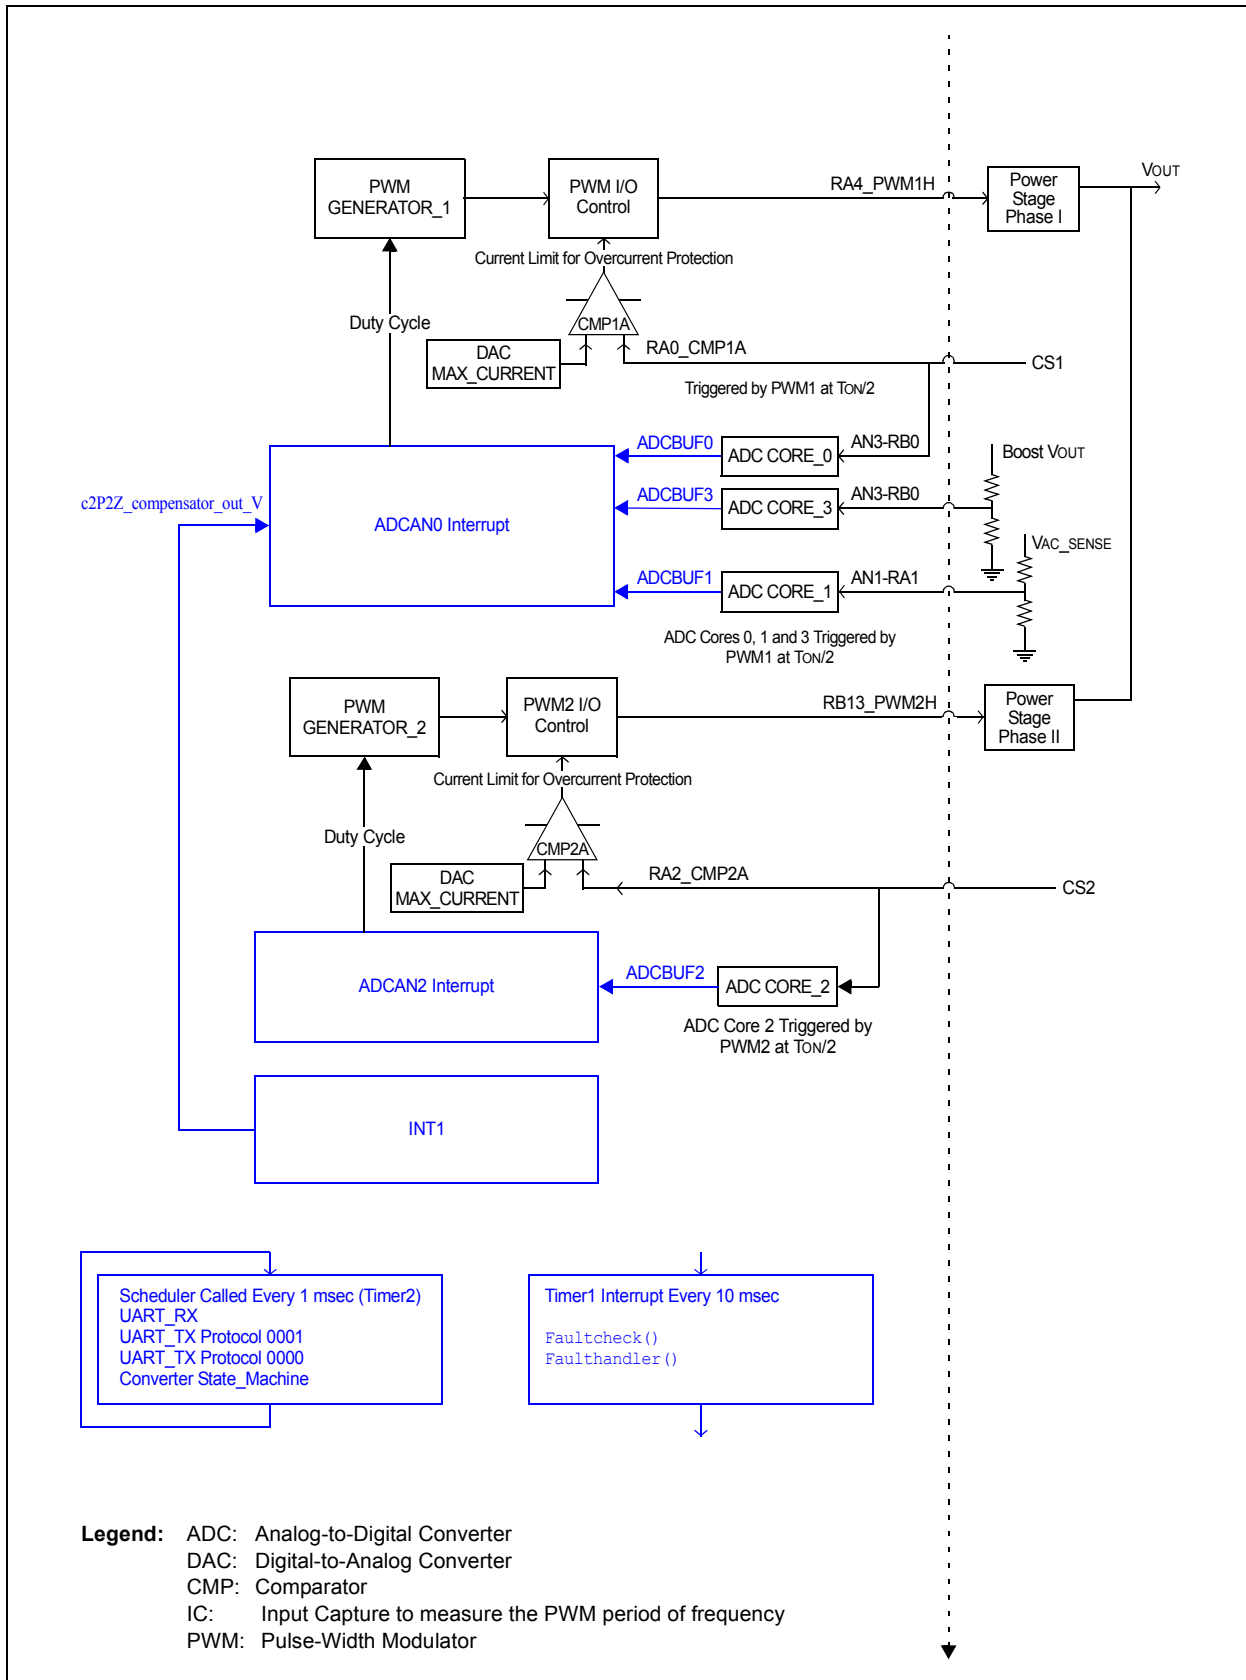 PWM
GENERATOR_1
PWM I/O
Control
RA4_PWM1H
Power
Stage
Phase I
VOUT
Current Limit for Overcurrent Protection
Duty Cycle
CMP1A
DAC
MAX_CURRENT
RA0_CMP1A
CS1
Triggered by PWM1 at TON/2
ADCBUF0
ADC CORE_0
AN3-RB0
Boost VOUT
c2P2Z_compensator_out_V
ADCAN0 Interrupt
ADCBUF3
ADC CORE_3
AN3-RB0
VAC_SENSE
ADCBUF1
ADC CORE_1
AN1-RA1
ADC Cores 0, 1 and 3 Triggered by
PWM1 at TON/2
PWM
GENERATOR_2
PWM2 I/O
Control
RB13_PWM2H
Power
Stage
Phase II
Current Limit for Overcurrent Protection
Duty Cycle
CMP2A
DAC
MAX_CURRENT
RA2_CMP2A
CS2
ADCAN2 Interrupt
ADCBUF2
ADC CORE_2
ADC Core 2 Triggered by
PWM2 at TON/2
INT1
Scheduler Called Every 1 msec (Timer2)
UART_RX
UART_TX Protocol 0001
UART_TX Protocol 0000
Converter State_Machine
Timer1 Interrupt Every 10 msec
Faultcheck()
Faulthandler()
Legend: ADC: Analog-to-Digital Converter
DAC: Digital-to-Analog Converter
CMP: Comparator
IC: Input Capture to measure the PWM period of frequency
PWM: Pulse-Width Modulator